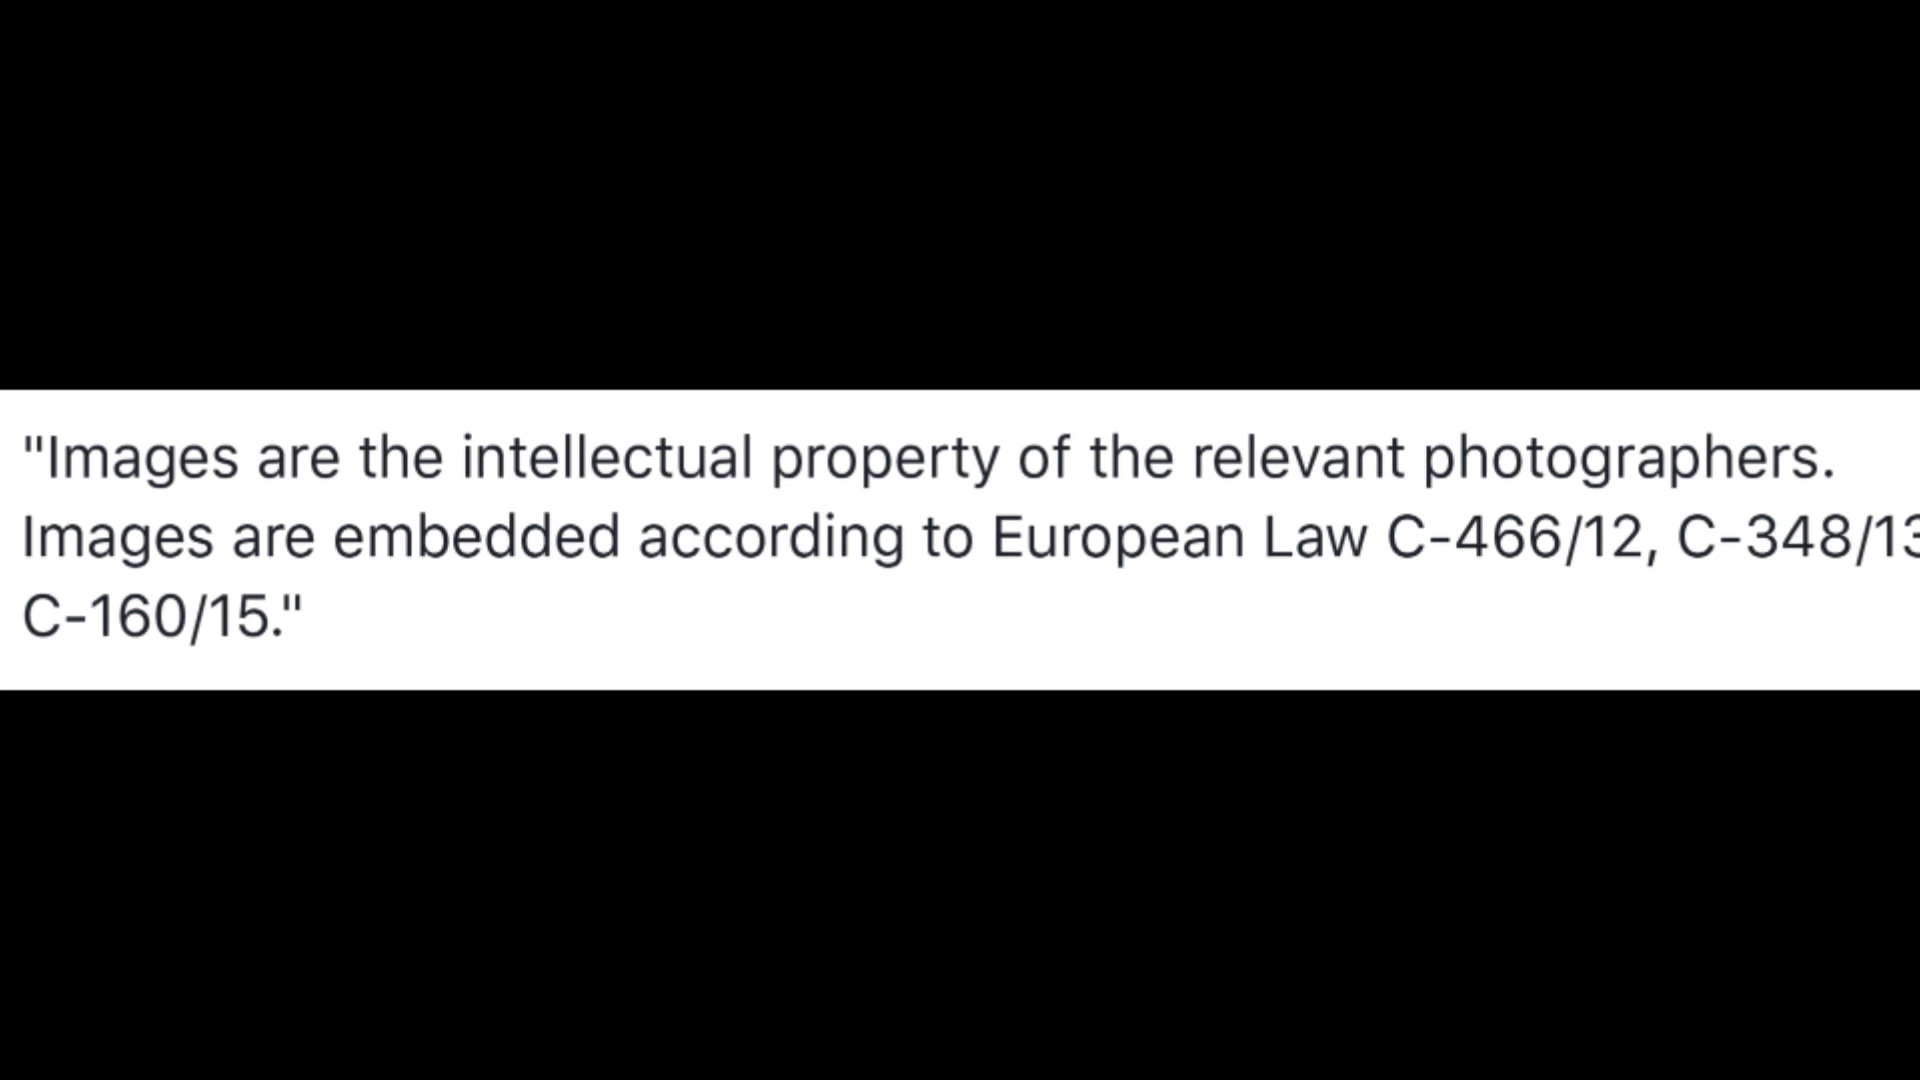 "Images are the intellectual property of the relevant photographers.
Images are embedded according to European Law C-466/12, C-348/13
C-160/15."